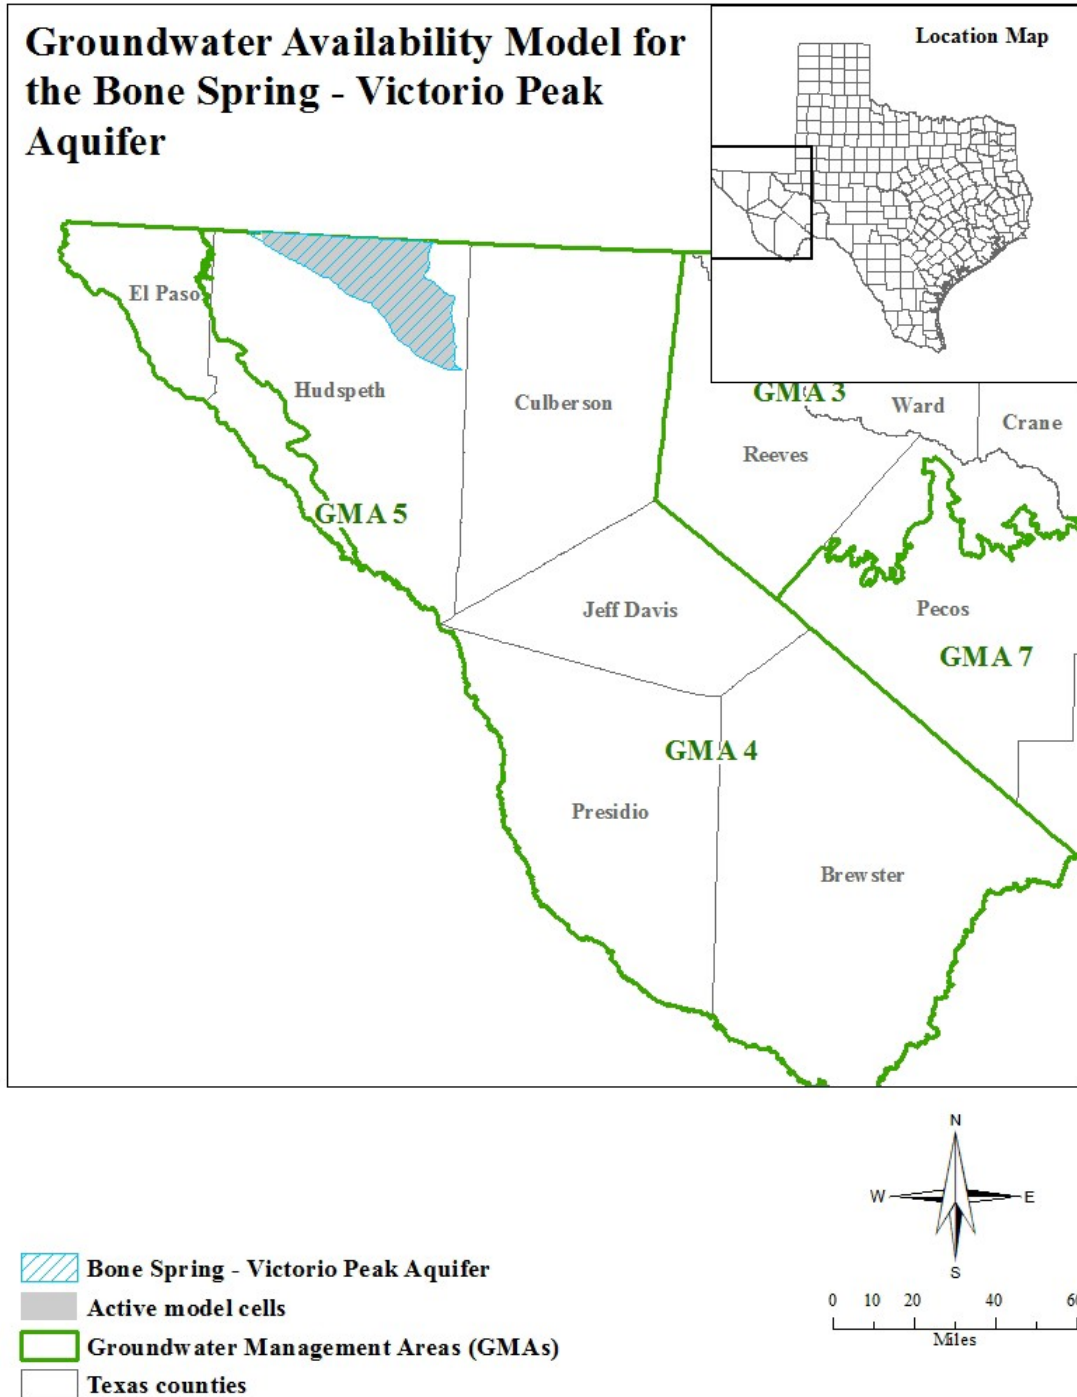 Groundwater Availability Model for
the Bone Spring - Victorio Peak
Aquifer
Location Map
El Paso
Hudspeth
Culberson
GMA 3
Ward
Crane
Reeves
GMA 5
Jeff Davis
Pecos
GMA 7
GMA 4
Presidio
Brewster
N
W
E
S
Bone Spring - Victorio Peak Aquifer
Active model cells
Groundwater Management Areas (GMAs)
Texas counties
0 10 20 40 60
Miles